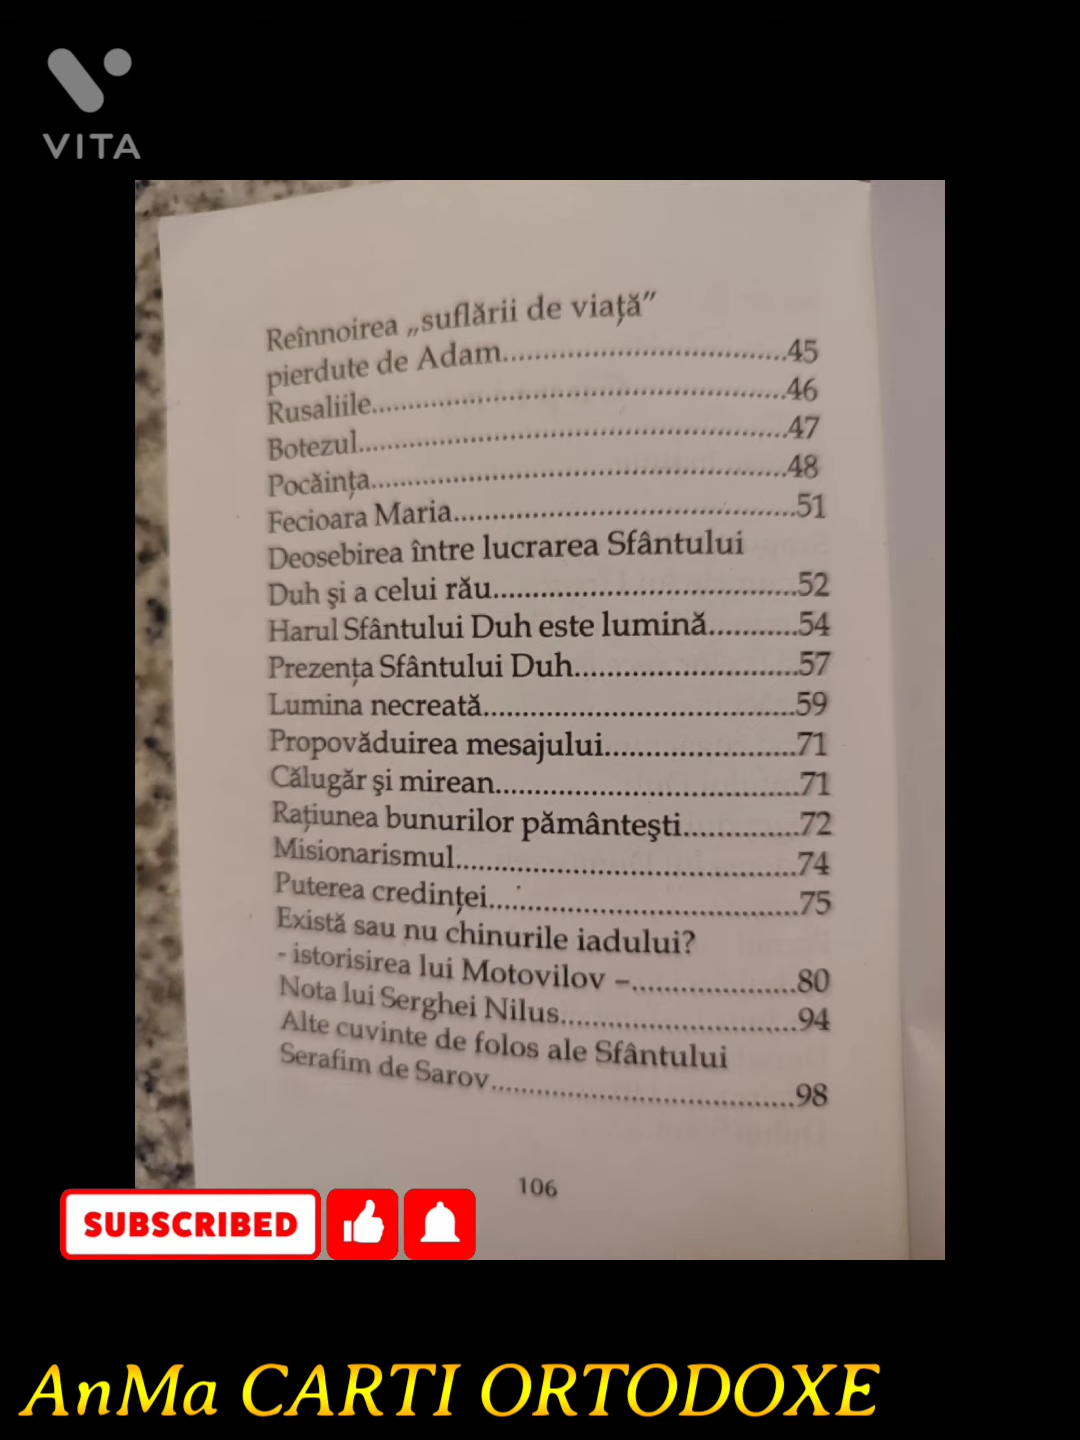 VITA
Reînnoirea „suflării de viață”
pierdute de Adam....................................45
Rusaliile....................................................46
Botezul.....................................................47
Pocăința....................................................48
Fecioara Maria...........................................51
Deosebirea între lucrarea Sfântului
Duh şi a celui rău.....................................52
Harul Sfântului Duh este lumină...........54
Prezența Sfântului Duh...........................57
Lumina necreată.......................................59
Propovăduirea mesajului........................71
Călugăr şi mirean.....................................71
Rațiunea bunurilor pământeşti..............72
Misionarismul..........................................74
Puterea credinței......................................75
Există sau nu chinurile iadului?
- istorisirea lui Motovilov –....................80
Nota lui Serghei Nilus.............................94
Alte cuvinte de folos ale Sfântului
Serafim de Sarov......................................98
106
SUBSCRIBED
AnMa CARTI ORTODOXE